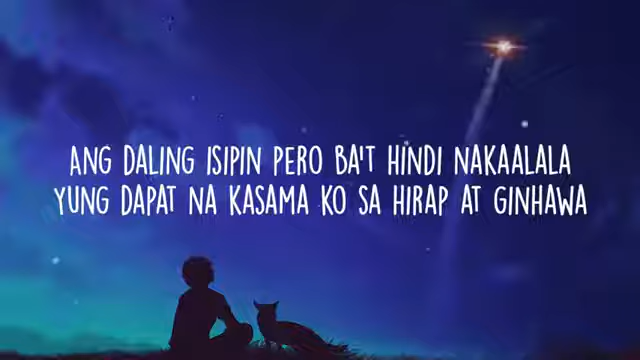 ANG DALING ISIPIN PERO BA'T HINDI NAKAALALA
YUNG DAPAT NA KASAMA KO SA HIRAP AT GINHAWA